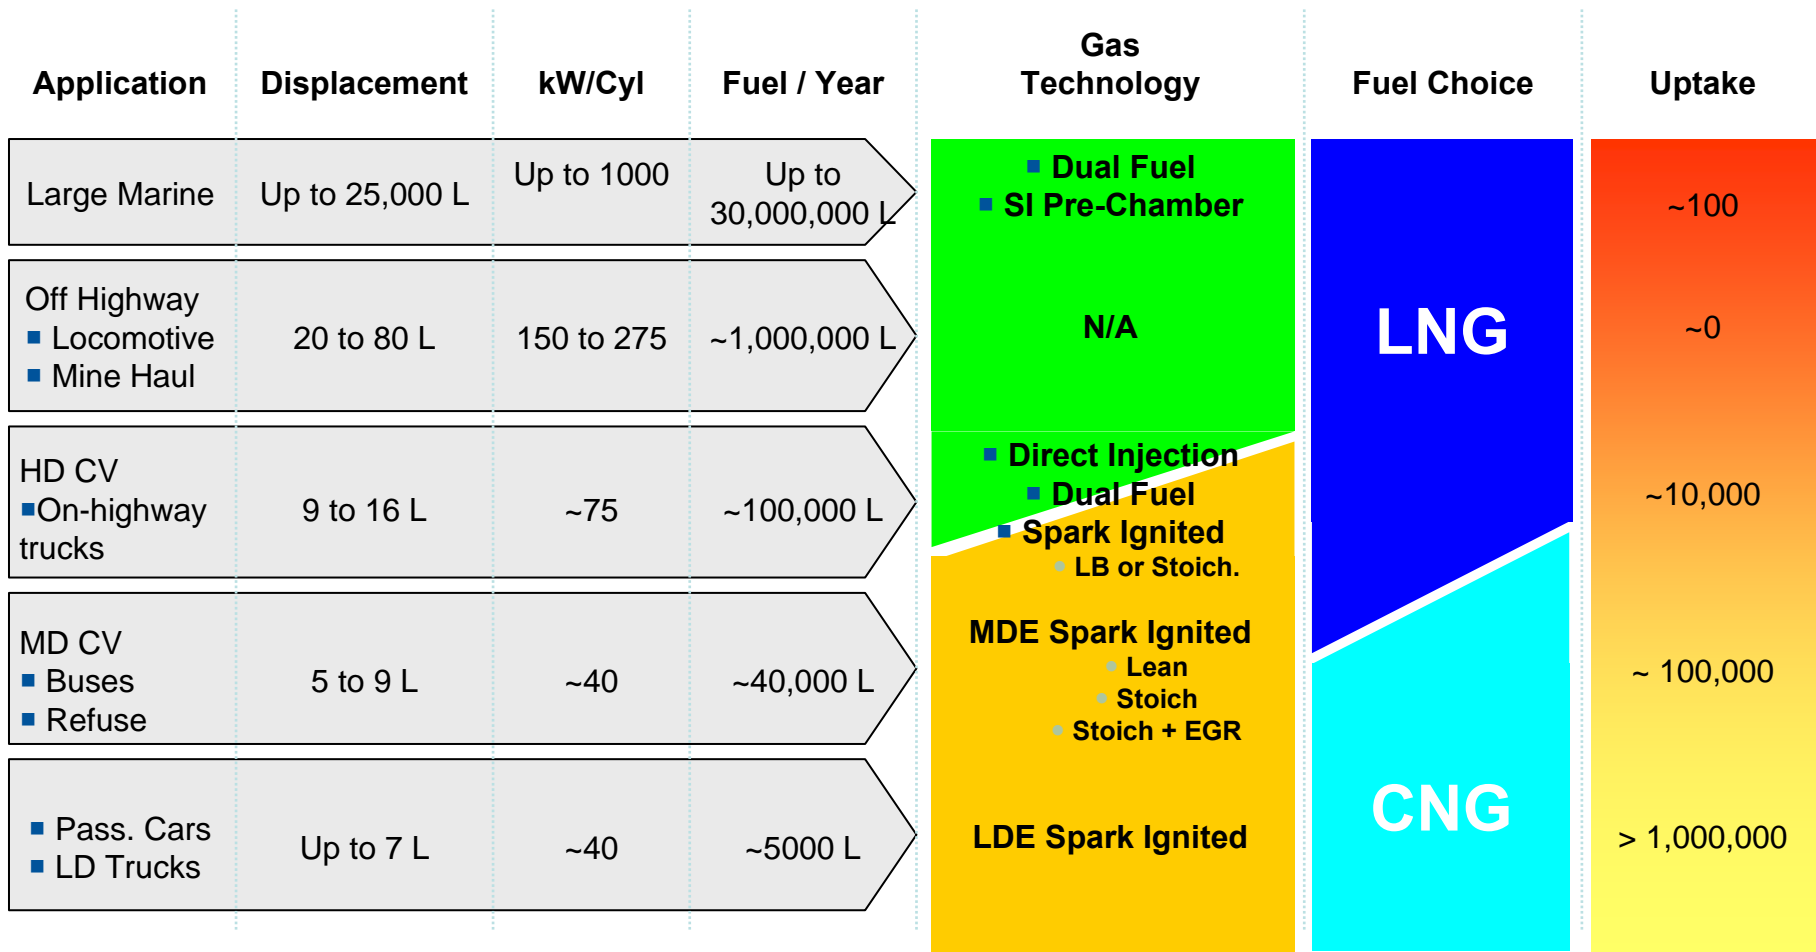 Application
Displacement
kW/Cyl
Fuel / Year
Gas
Technology
Fuel Choice
Uptake
Large Marine
Up to 25,000 L
Up to 1000
Up to
30,000,000 L
Dual Fuel
SI Pre-Chamber
~100
Off Highway
Locomotive
Mine Haul
20 to 80 L
150 to 275
~1,000,000 L
N/A
LNG
~0
HD CV
On-highway
trucks
9 to 16 L
~75
~100,000 L
Direct Injection
Dual Fuel
Spark Ignited
LB or Stoich.
~10,000
MD CV
Buses
Refuse
5 to 9 L
~40
~40,000 L
MDE Spark Ignited
Lean
Stoich
Stoich + EGR
~ 100,000
Pass. Cars
LD Trucks
Up to 7 L
~40
~5000 L
LDE Spark Ignited
CNG
> 1,000,000